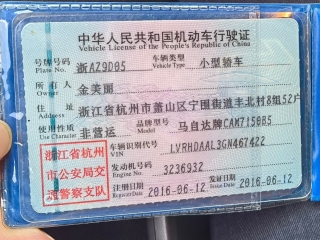 中华人民共和国机动车行驶证
Vehicle License of the People's Republic of China
号牌号码 浙AZ9D05 车辆类型 小型轿车
Plate No. Vehicle Type
所有人 金美丽
Owner
住址 浙江省杭州市萧山区宁围街道丰北村8组52户
Address
使用性质 非营运 品牌型号 马自达牌CAM7150R5
Use Character Model
浙江省杭州市公安局交通警察支队
车辆识别代号 LVRHDAAL3GN467422
VIN
发动机号码 3236932
Engine No.
注册日期 2016-06-12 发证日期 2016-06-12
Register Date Issue Date